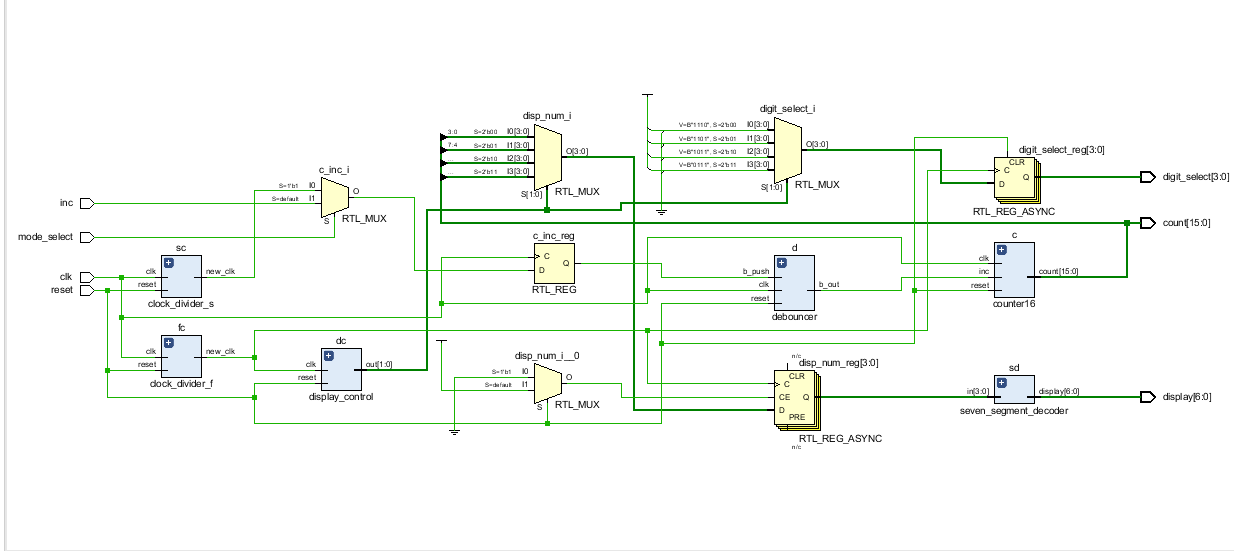 inc
mode_select
clk
reset
c_inc_i
S=1'b1 I0
S=default I1
O
S
RTL_MUX
sc
clk
reset
new_clk
clock_divider_s
fc
clk
reset
new_clk
clock_divider_f
dc
clk
reset
out[1:0]
display_control
disp_num_i
3:0 S=2'b00 I0[3:0]
7:4 S=2'b01 I1[3:0]
... S=2'b10 I2[3:0]
... S=2'b11 I3[3:0]
O[3:0]
S[1:0]
RTL_MUX
c_inc_reg
C
D
Q
RTL_REG
disp_num_i__0
S=1'b1 I0
S=default I1
O
S
RTL_MUX
digit_select_i
V=B"1110", S=2'b00 I0[3:0]
V=B"1101", S=2'b01 I1[3:0]
V=B"1011", S=2'b10 I2[3:0]
V=B"0111", S=2'b11 I3[3:0]
O[3:0]
S[1:0]
RTL_MUX
d
b_push
clk
reset
b_out
debouncer
n/c
disp_num_reg[3:0]
CLR
C
CE
D
Q
PRE
RTL_REG_ASYNC
n/c
digit_select_reg[3:0]
CLR
C
D
Q
RTL_REG_ASYNC
c
clk
inc
reset
count[15:0]
counter16
sd
in[3:0]
display[6:0]
seven_segment_decoder
digit_select[3:0]
count[15:0]
display[6:0]